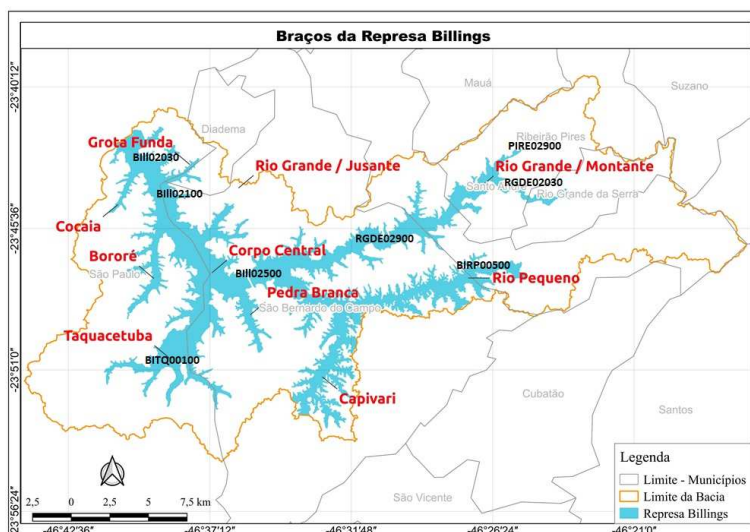 Braços da Represa Billings
-23°40'12"
Mauá
Suzano
Diadema
Ribeirão Pires
PIRE02900
Grota Funda
BIll02030
Rio Grande / Jusante
Rio Grande / Montante
Santo André
RGDE02030
Rio Grande da Serra
BIll02100
Cocaia
-23°45'36"
RGDE02900
Bororé
Corpo Central
São Paulo
BIll02500
BIRP00500
Rio Pequeno
Pedra Branca
São Bernardo do Campo
Taquacetuba
BITQ00100
-23°51'0"
Capivari
Cubatão
Santos
Legenda
Limite - Municípios
Limite da Bacia
Represa Billings
São Vicente
2,5 0 2,5 5 7,5 km
-23°56'24"
-46°42'36" -46°37'12" -46°31'48" -46°26'24" -46°21'0"